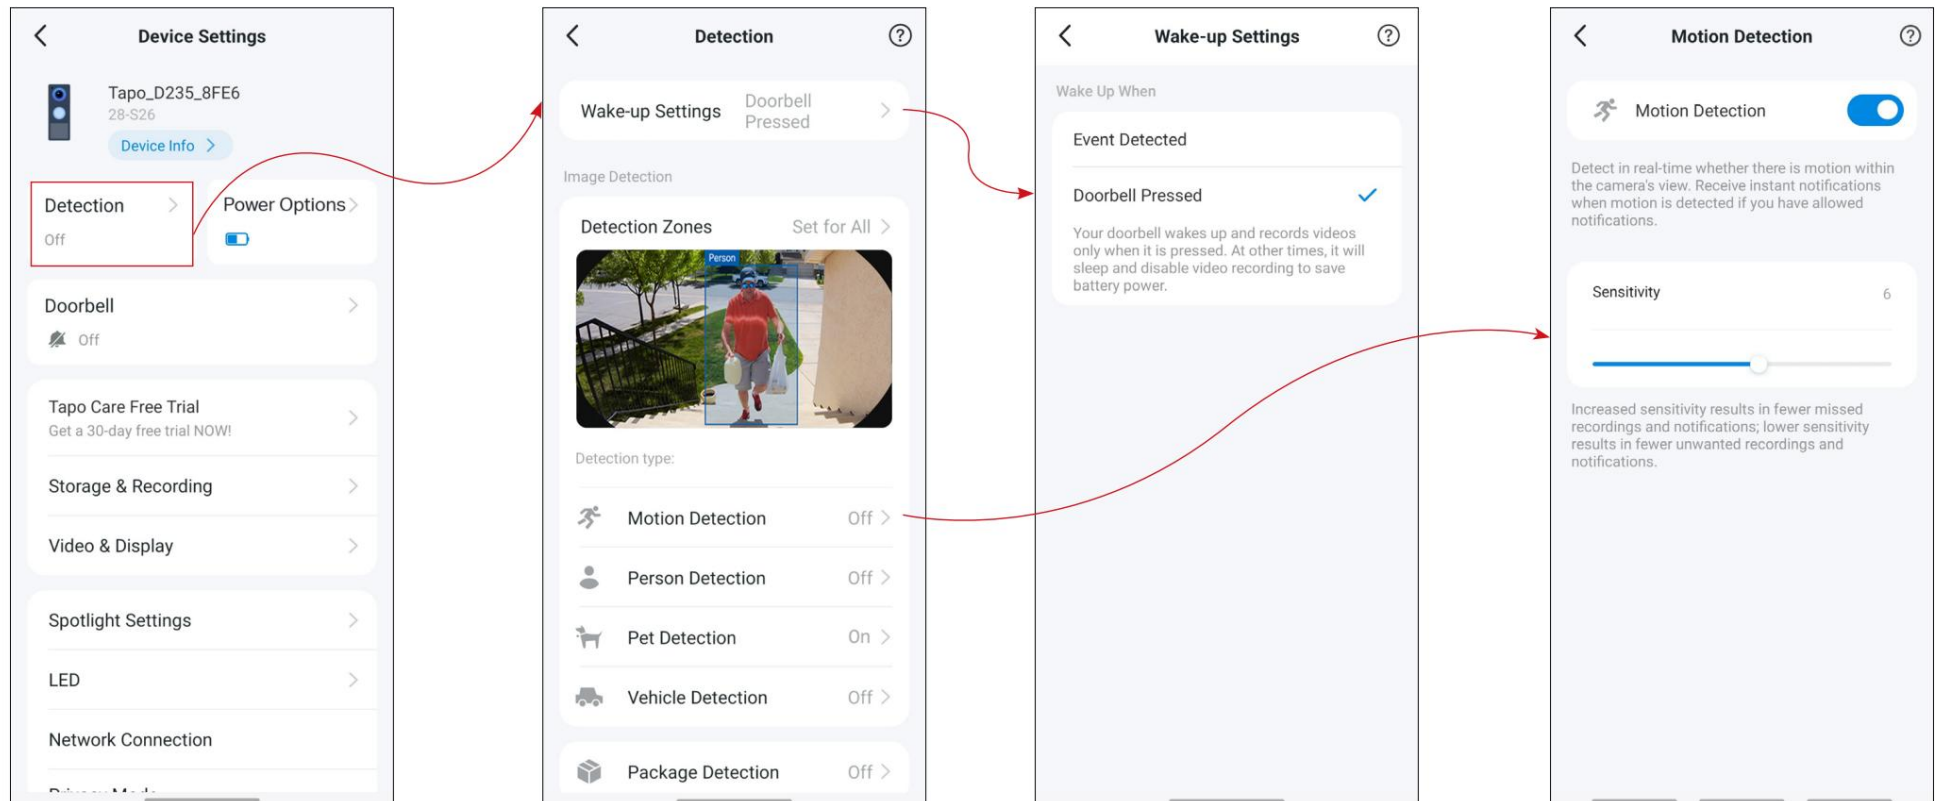 Device Settings
Tapo_D235_8FE6
28-S26
Device Info
Detection
Off
Power Options
Doorbell
Off
Tapo Care Free Trial
Get a 30-day free trial NOW!
Storage & Recording
Video & Display
Spotlight Settings
LED
Network Connection
Privacy Mode
Detection
Wake-up Settings
Doorbell
Pressed
Image Detection
Detection Zones Set for All
Person
Detection type:
Motion Detection Off
Person Detection Off
Pet Detection On
Vehicle Detection Off
Package Detection Off
Wake-up Settings
Wake Up When
Event Detected
Doorbell Pressed
Your doorbell wakes up and records videos
only when it is pressed. At other times, it will
sleep and disable video recording to save
battery power.
Motion Detection
Motion Detection
Detect in real-time whether there is motion within
the camera's view. Receive instant notifications
when motion is detected if you have allowed
notifications.
Sensitivity 6
Increased sensitivity results in fewer missed
recordings and notifications; lower sensitivity
results in fewer unwanted recordings and
notifications.